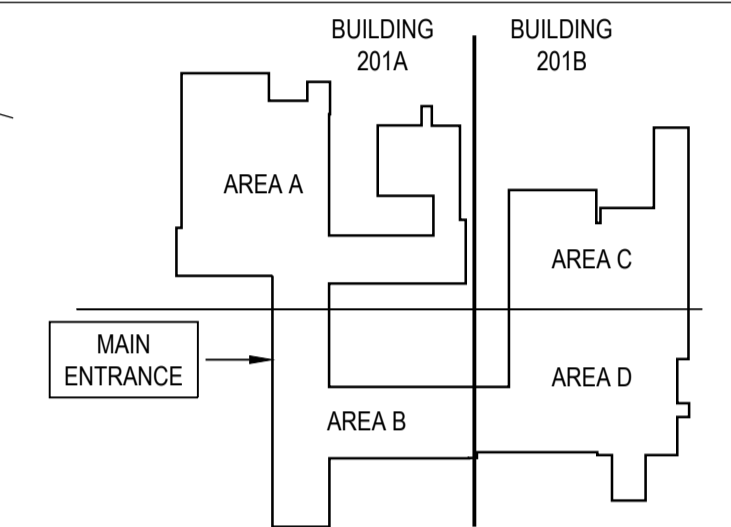 BUILDING
201A
BUILDING
201B
AREA A
AREA C
MAIN
ENTRANCE
AREA D
AREA B